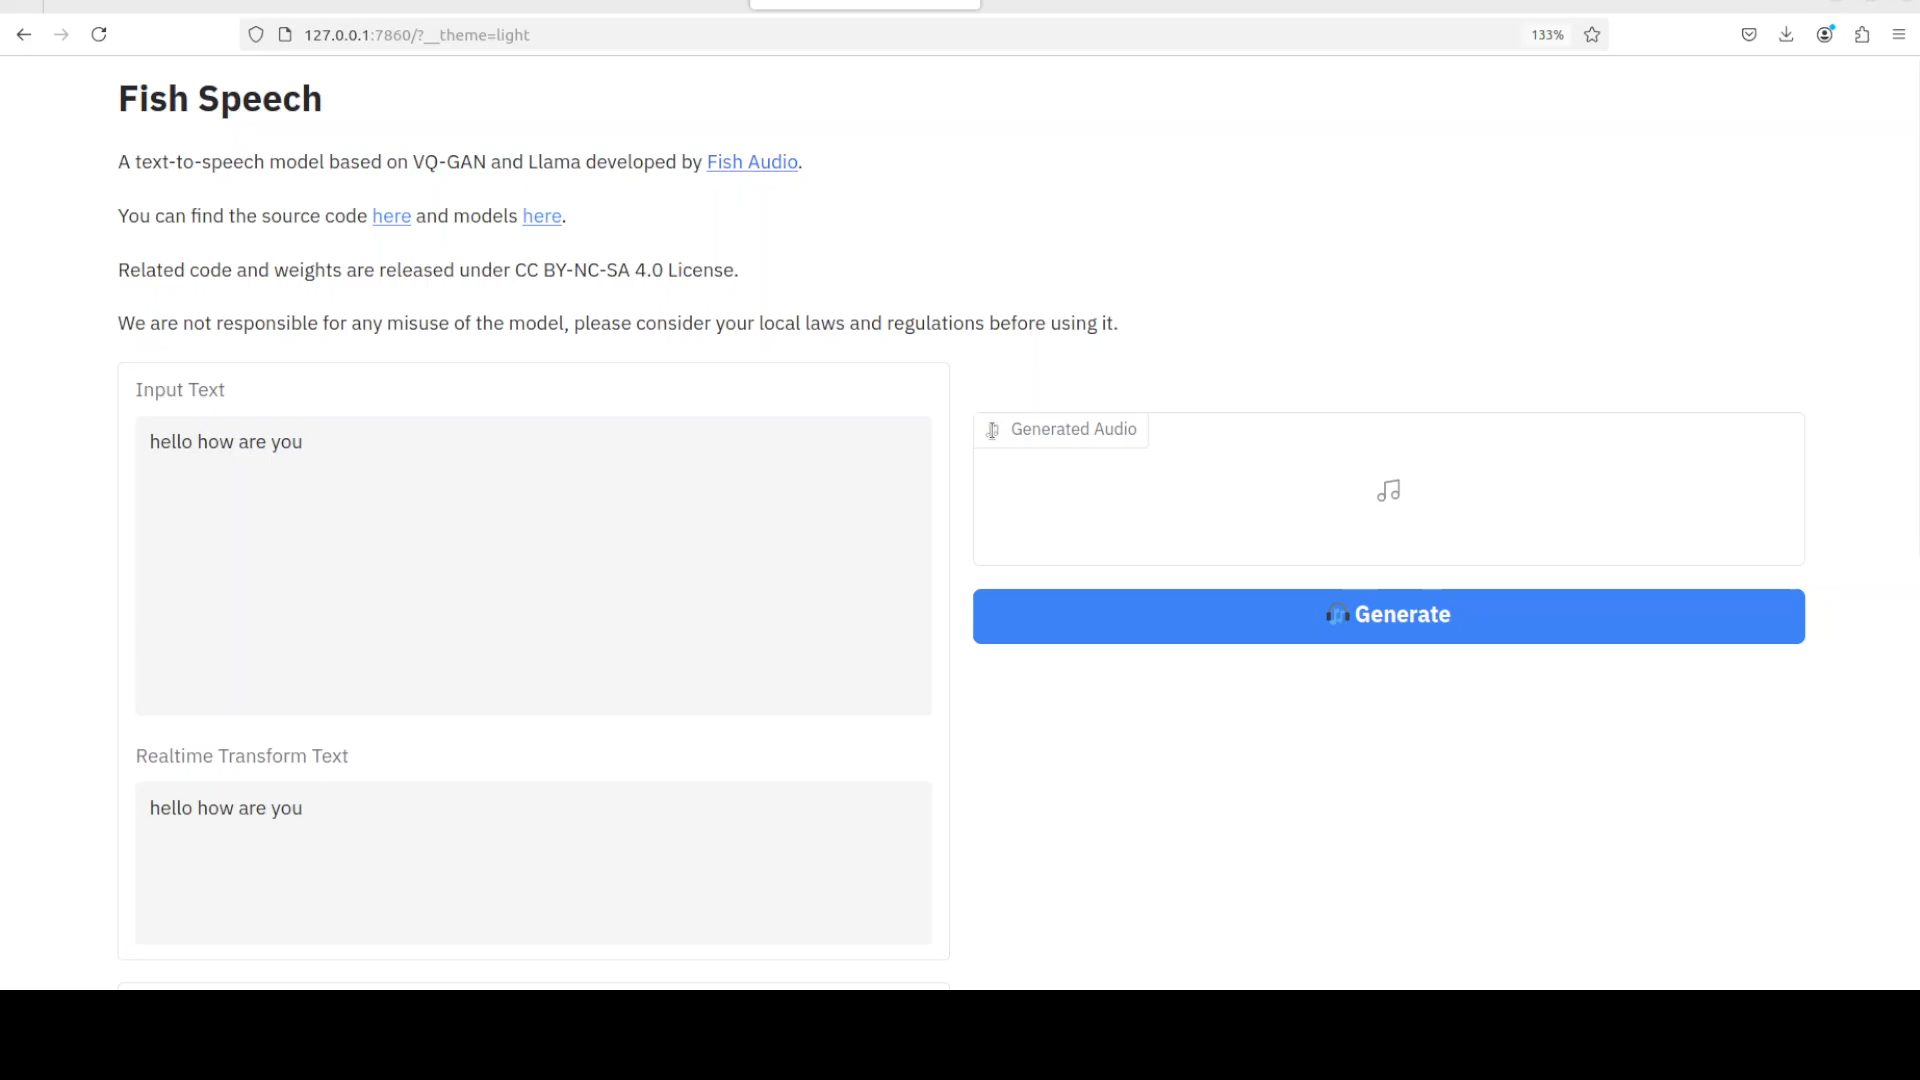 127.0.0.1:7860/?__theme=light
133%
Fish Speech
A text-to-speech model based on VQ-GAN and Llama developed by Fish Audio.
You can find the source code here and models here.
Related code and weights are released under CC BY-NC-SA 4.0 License.
We are not responsible for any misuse of the model, please consider your local laws and regulations before using it.
Input Text
hello how are you
Generated Audio
Generate
Realtime Transform Text
hello how are you